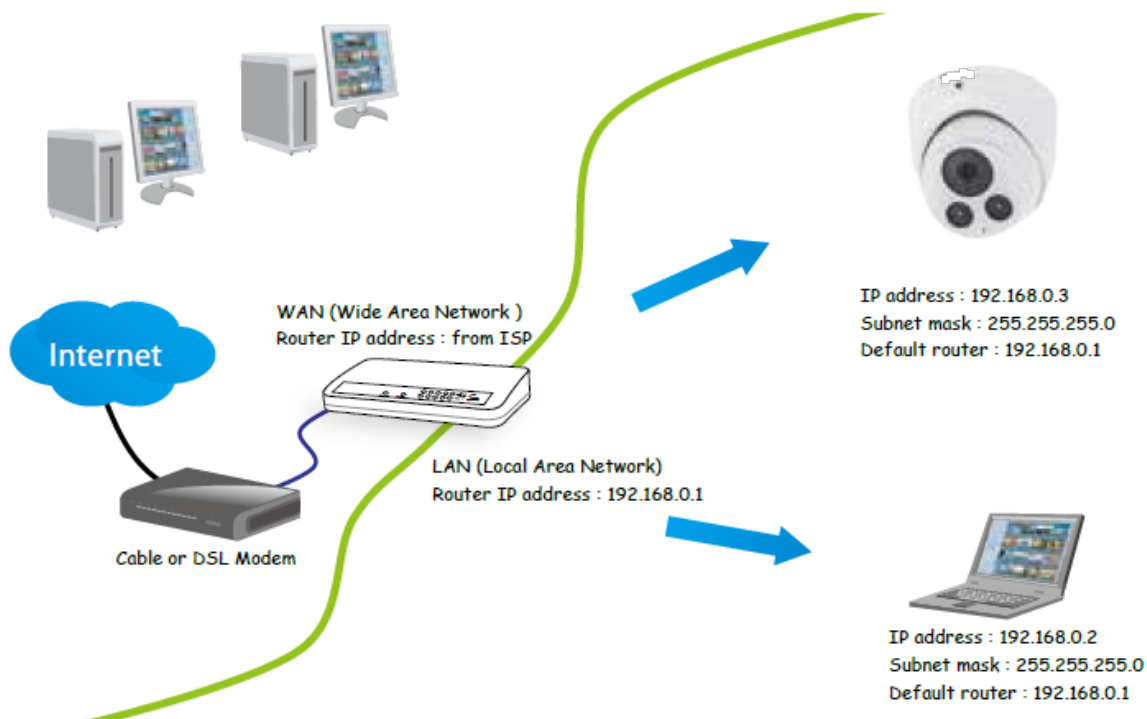 WAN (Wide Area Network )
Router IP address : from ISP
Internet
Cable or DSL Modem
LAN (Local Area Network)
Router IP address : 192.168.0.1
IP address : 192.168.0.3
Subnet mask : 255.255.255.0
Default router : 192.168.0.1
IP address : 192.168.0.2
Subnet mask : 255.255.255.0
Default router : 192.168.0.1